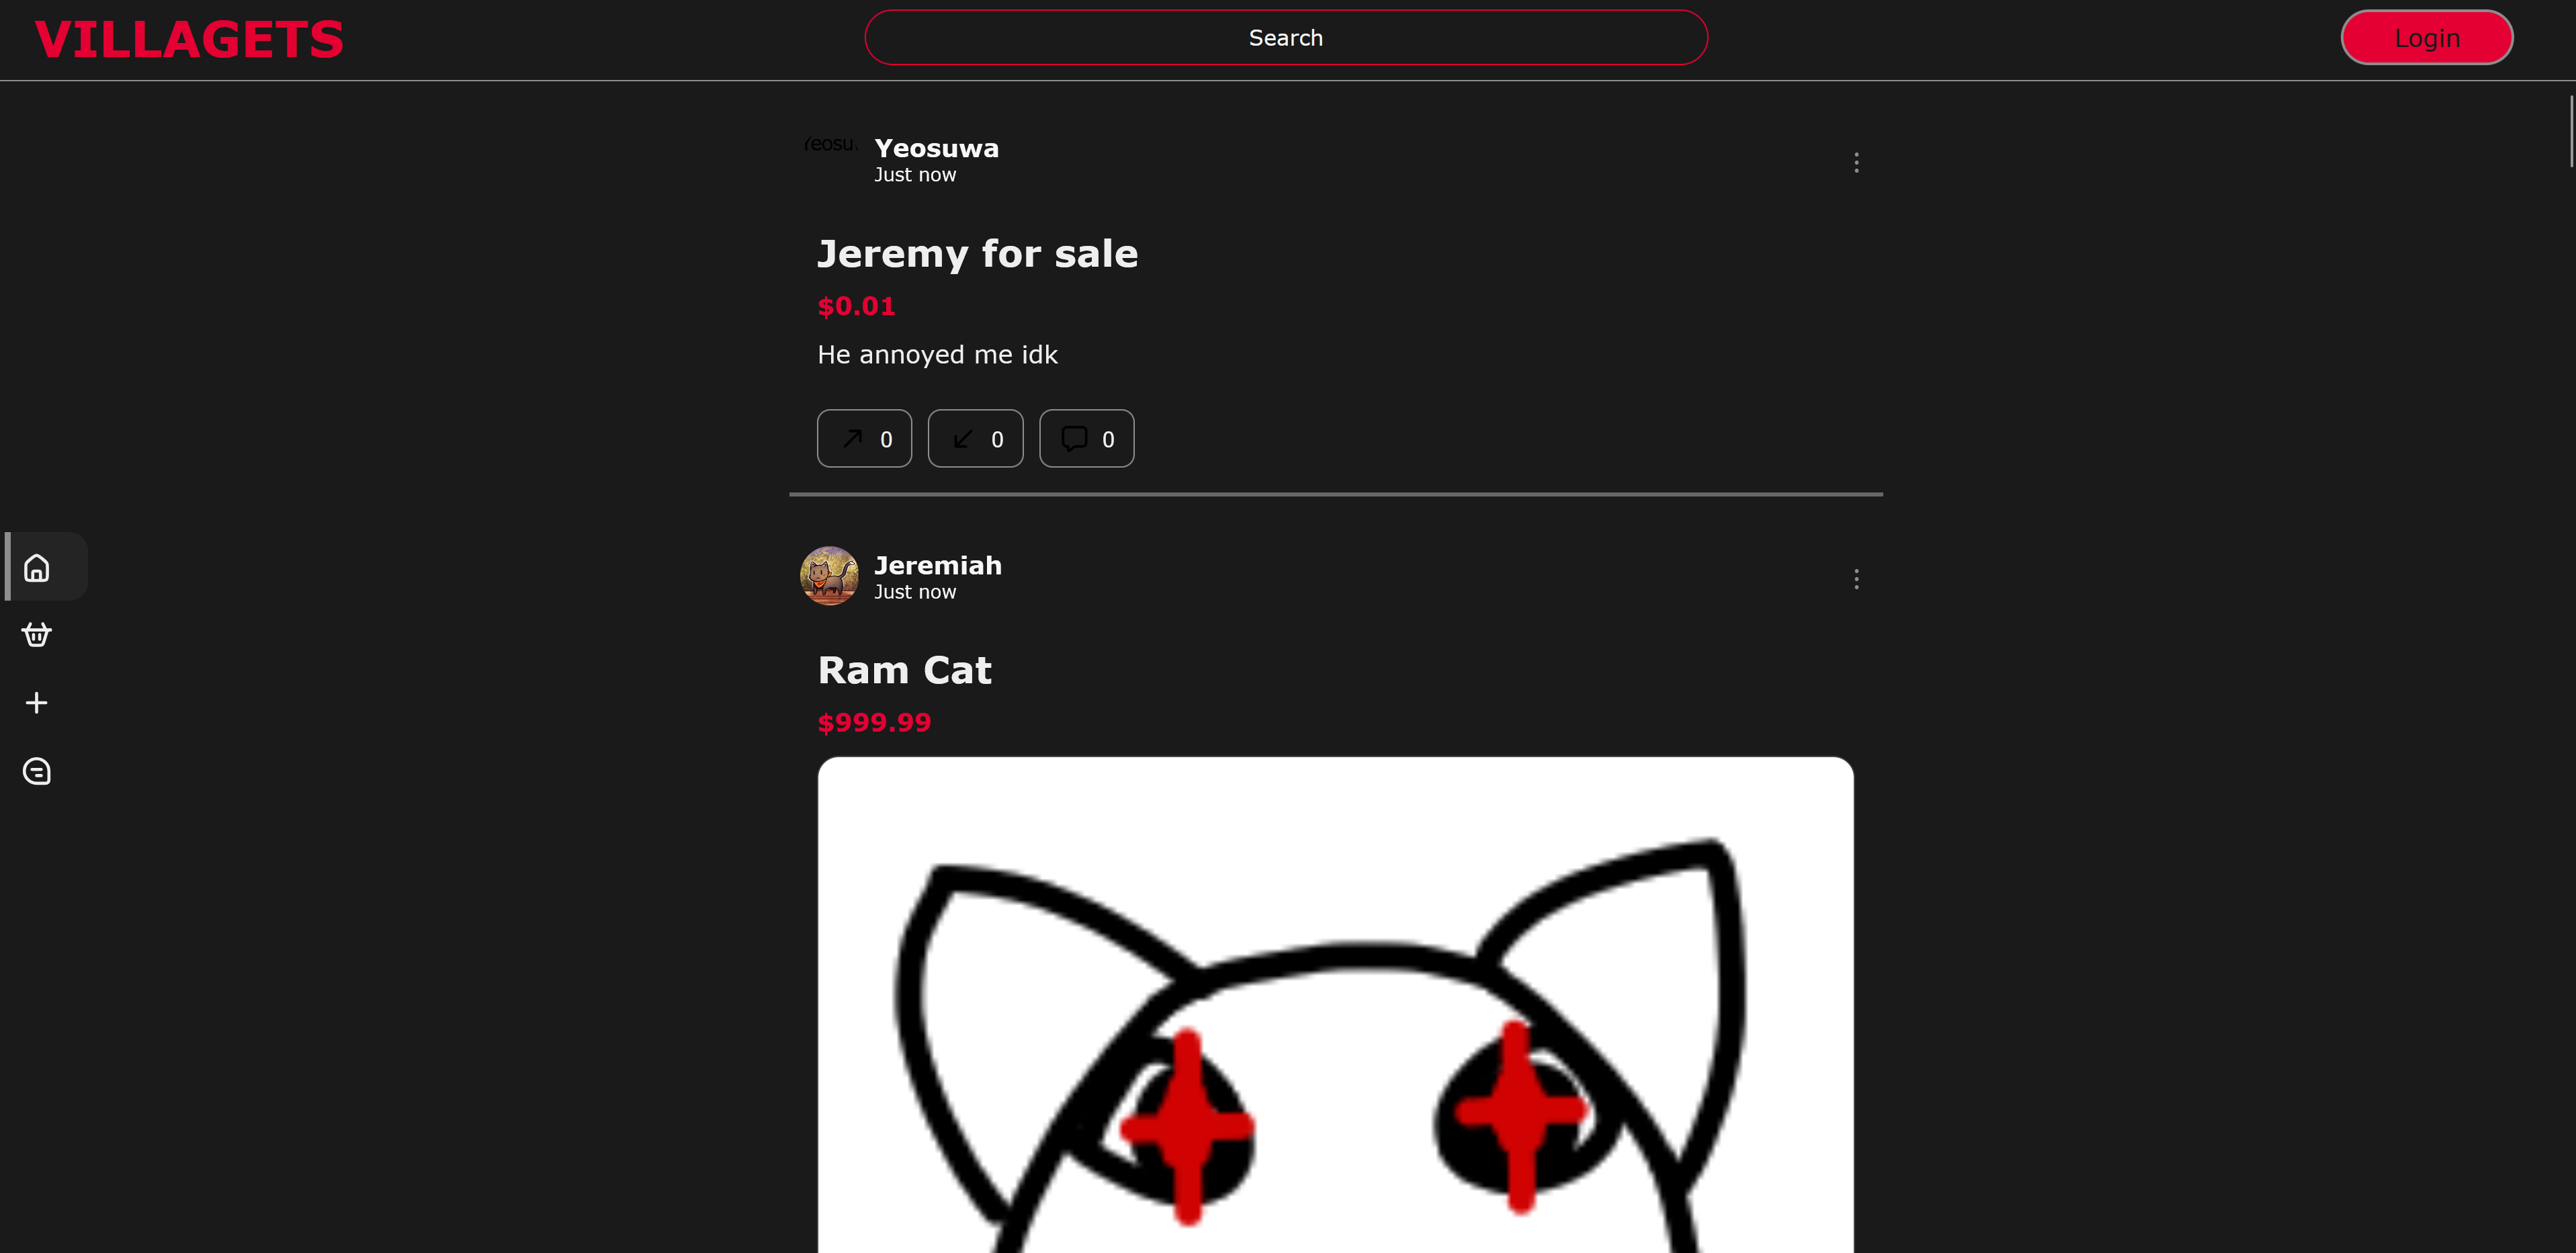 VILLAGETS
Search
Login
Yeosuwa
Just now
Jeremy for sale
$0.01
He annoyed me idk
0
0
0
Jeremiah
Just now
Ram Cat
$999.99